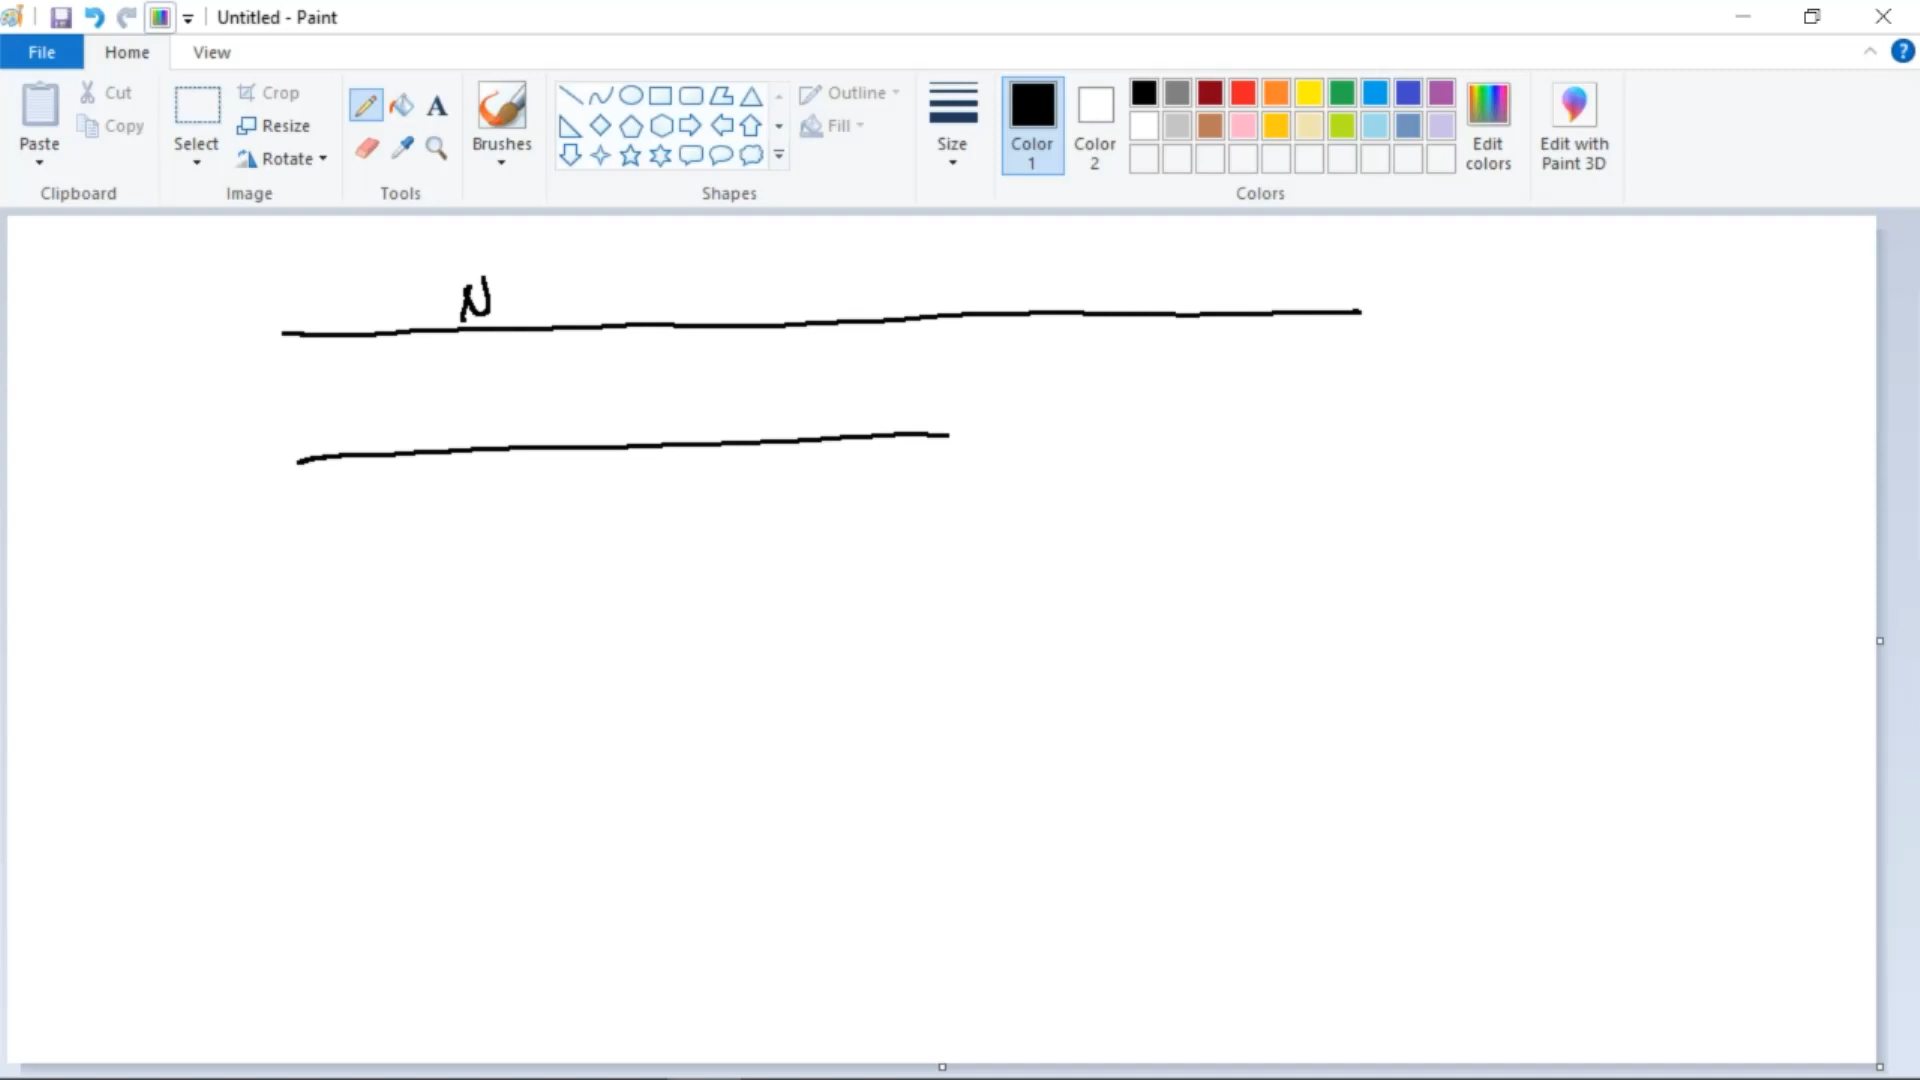 Untitled - Paint
File Home View
Paste
Cut
Copy
Clipboard
Select
Crop
Resize
Rotate
Image
A
Tools
Brushes
Shapes
Outline
Fill
Size
Color 1
Color 2
Colors
Edit colors
Edit with Paint 3D
?
N